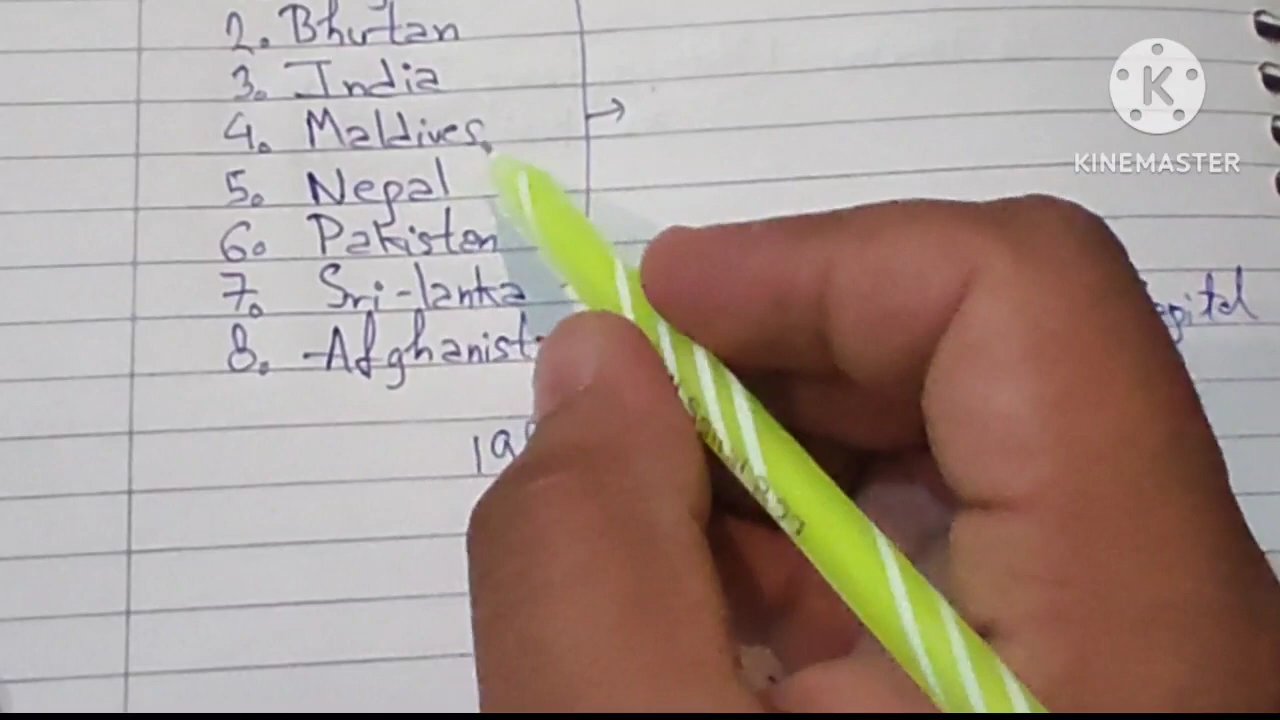 2. Bhutan
3. India
4. Maldives
5. Nepal
6. Pakistan
7. Sri-lanka
8. Afghanist
K
KINEMASTER